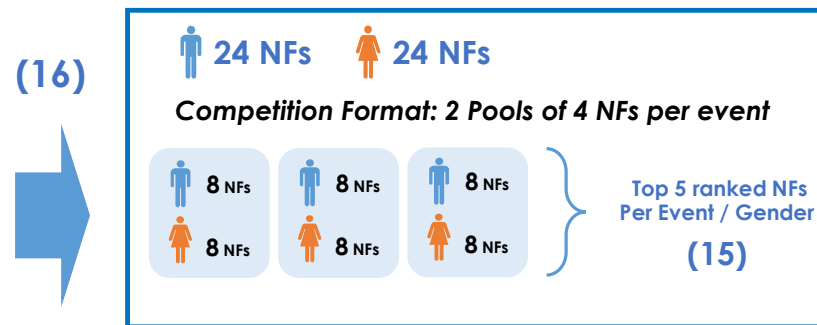 (16)
24 NFs 24 NFs
Competition Format: 2 Pools of 4 NFs per event
8 NFs 8 NFs 8 NFs
8 NFs 8 NFs 8 NFs
Top 5 ranked NFs
Per Event / Gender
(15)